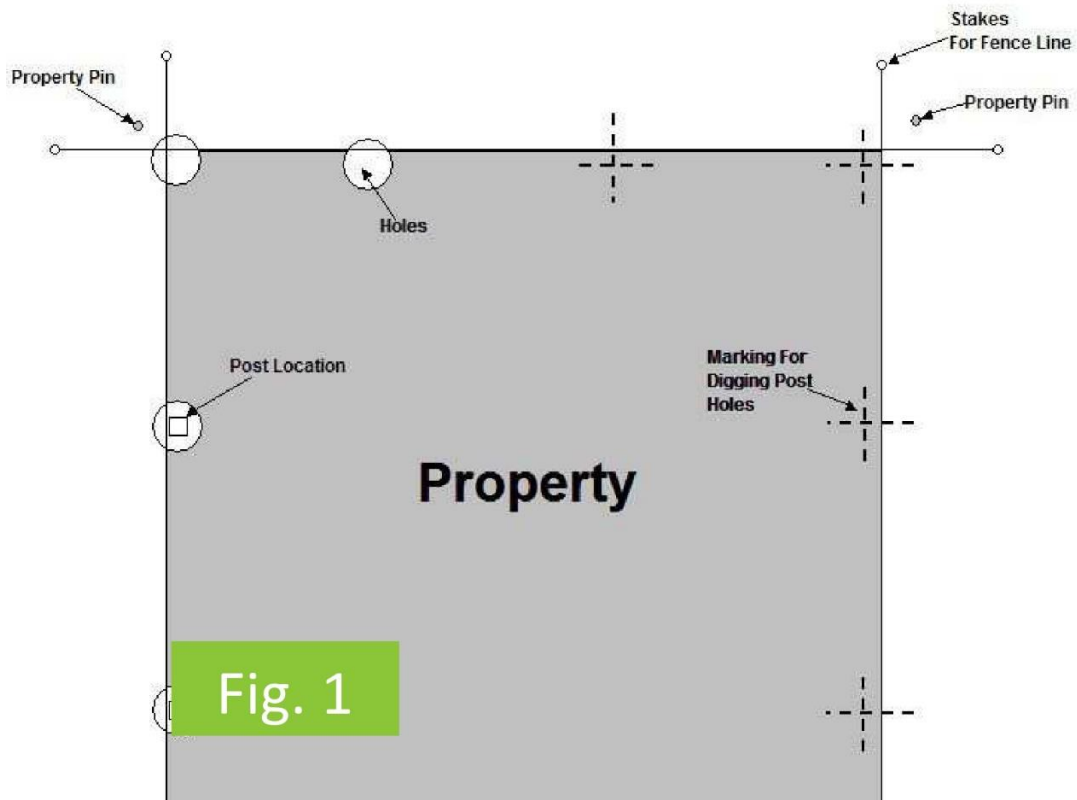 Stakes
For Fence Line
Property Pin
Property Pin
Holes
Post Location
Marking For
Digging Post
Holes
Property
Fig. 1